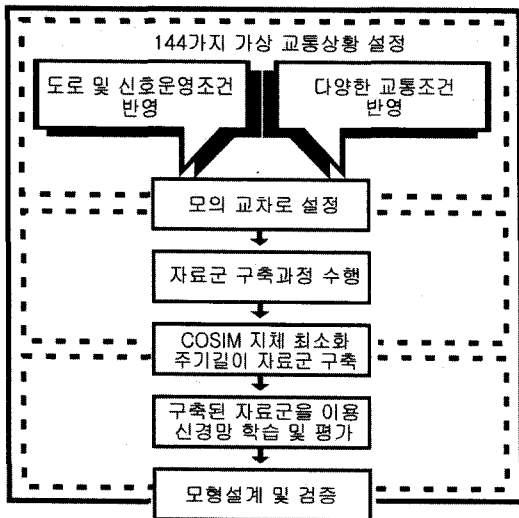 144가지 가상 교통상황 설정
도로 및 신호운영조건
반영
다양한 교통조건
반영
모의 교차로 설정
자료군 구축과정 수행
COSIM 지체 최소화
주기길이 자료군 구축
구축된 자료군을 이용
신경망 학습 및 평가
모형설계 및 검증